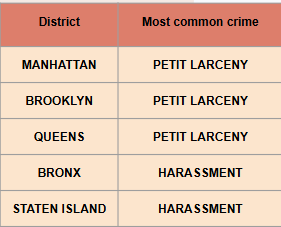 District Most common crime
MANHATTAN PETIT LARCENY
BROOKLYN PETIT LARCENY
QUEENS PETIT LARCENY
BRONX HARASSMENT
STATEN ISLAND HARASSMENT